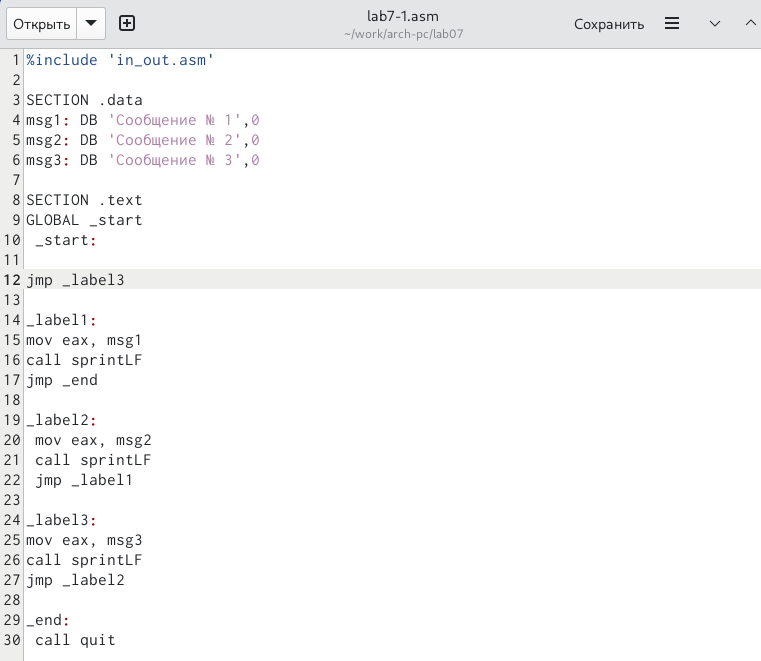 Открыть
lab7-1.asm
~/work/arch-pc/lab07
Сохранить
1 %include 'in_out.asm'
2
3 SECTION .data
4 msg1: DB 'Сообщение № 1',0
5 msg2: DB 'Сообщение № 2',0
6 msg3: DB 'Сообщение № 3',0
7
8 SECTION .text
9 GLOBAL _start
10  _start:
11
12 jmp _label3
13
14 _label1:
15 mov eax, msg1
16 call sprintLF
17 jmp _end
18
19 _label2:
20  mov eax, msg2
21  call sprintLF
22  jmp _label1
23
24 _label3:
25 mov eax, msg3
26 call sprintLF
27 jmp _label2
28
29 _end:
30  call quit